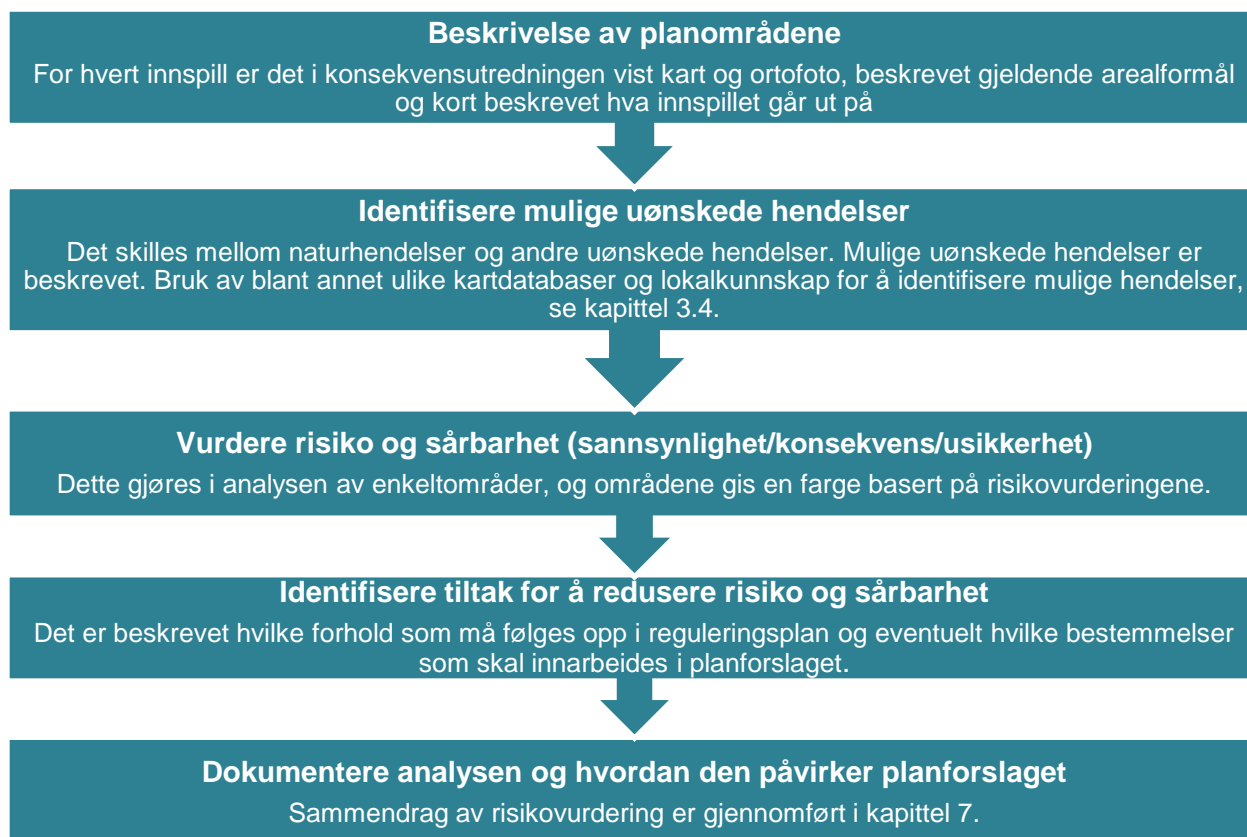 Beskrivelse av planområdene
For hvert innspill er det i konsekvensutredningen vist kart og ortofoto, beskrevet gjeldende arealformål
og kort beskrevet hva innspillet går ut på
Identifisere mulige uønskede hendelser
Det skilles mellom naturhendelser og andre uønskede hendelser. Mulige uønskede hendelser er
beskrevet. Bruk av blant annet ulike kartdatabaser og lokalkunnskap for å identifisere mulige hendelser,
se kapittel 3.4.
Vurdere risiko og sårbarhet (sannsynlighet/konsekvens/usikkerhet)
Dette gjøres i analysen av enkeltområder, og områdene gis en farge basert på risikovurderingene.
Identifisere tiltak for å redusere risiko og sårbarhet
Det er beskrevet hvilke forhold som må følges opp i reguleringsplan og eventuelt hvilke bestemmelser
som skal innarbeides i planforslaget.
Dokumentere analysen og hvordan den påvirker planforslaget
Sammendrag av risikovurdering er gjennomført i kapittel 7.